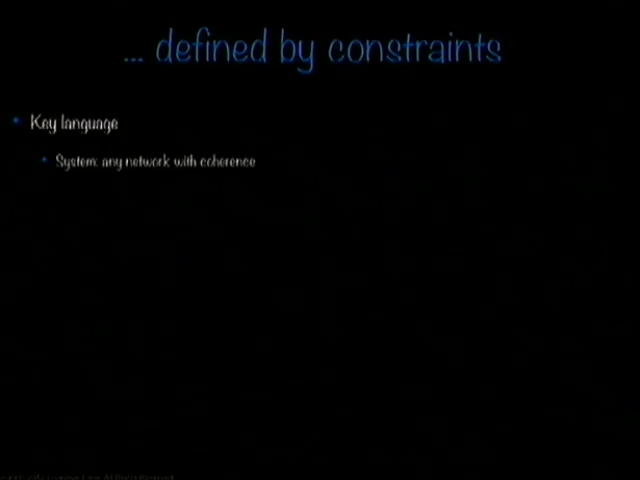 ... defined by constraints
• Key language
• System: any network with coherence